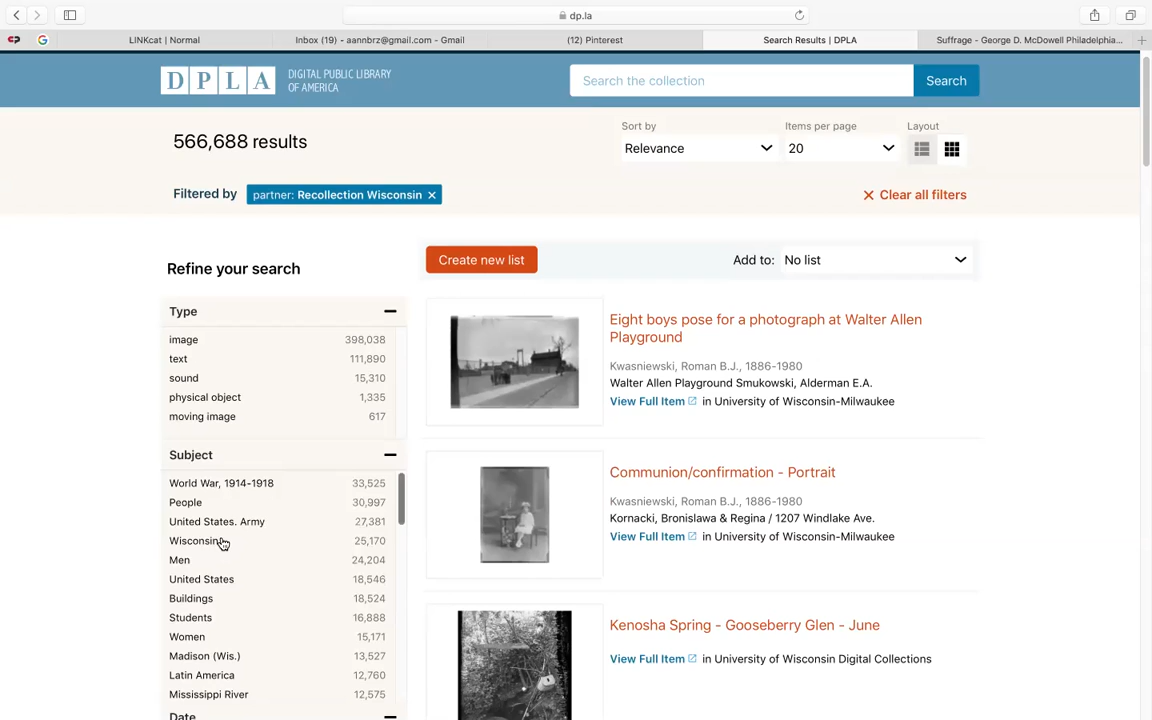 dp.la
LINKcat | Normal
Inbox (19) - aannbrz@gmail.com - Gmail
(12) Pinterest
Search Results | DPLA
Suffrage - George D. McDowell Philadelphia...
DPLA
DIGITAL PUBLIC LIBRARY
OF AMERICA
Search the collection
Search
566,688 results
Sort by
Relevance
Items per page
20
Layout
Filtered by
partner: Recollection Wisconsin ×
× Clear all filters
Refine your search
Create new list
Add to: No list
Type
image 398,038
text 111,890
sound 15,310
physical object 1,335
moving image 617
Subject
World War, 1914-1918 33,525
People 30,997
United States. Army 27,381
Wisconsin 25,170
Men 24,204
United States 18,546
Buildings 18,524
Students 16,888
Women 15,171
Madison (Wis.) 13,527
Latin America 12,760
Mississippi River 12,575
Date
Eight boys pose for a photograph at Walter Allen
Playground
Kwasniewski, Roman B.J., 1886-1980
Walter Allen Playground Smukowski, Alderman E.A.
View Full Item in University of Wisconsin-Milwaukee
Communion/confirmation - Portrait
Kwasniewski, Roman B.J., 1886-1980
Kornacki, Bronislawa & Regina / 1207 Windlake Ave.
View Full Item in University of Wisconsin-Milwaukee
Kenosha Spring - Gooseberry Glen - June
View Full Item in University of Wisconsin Digital Collections